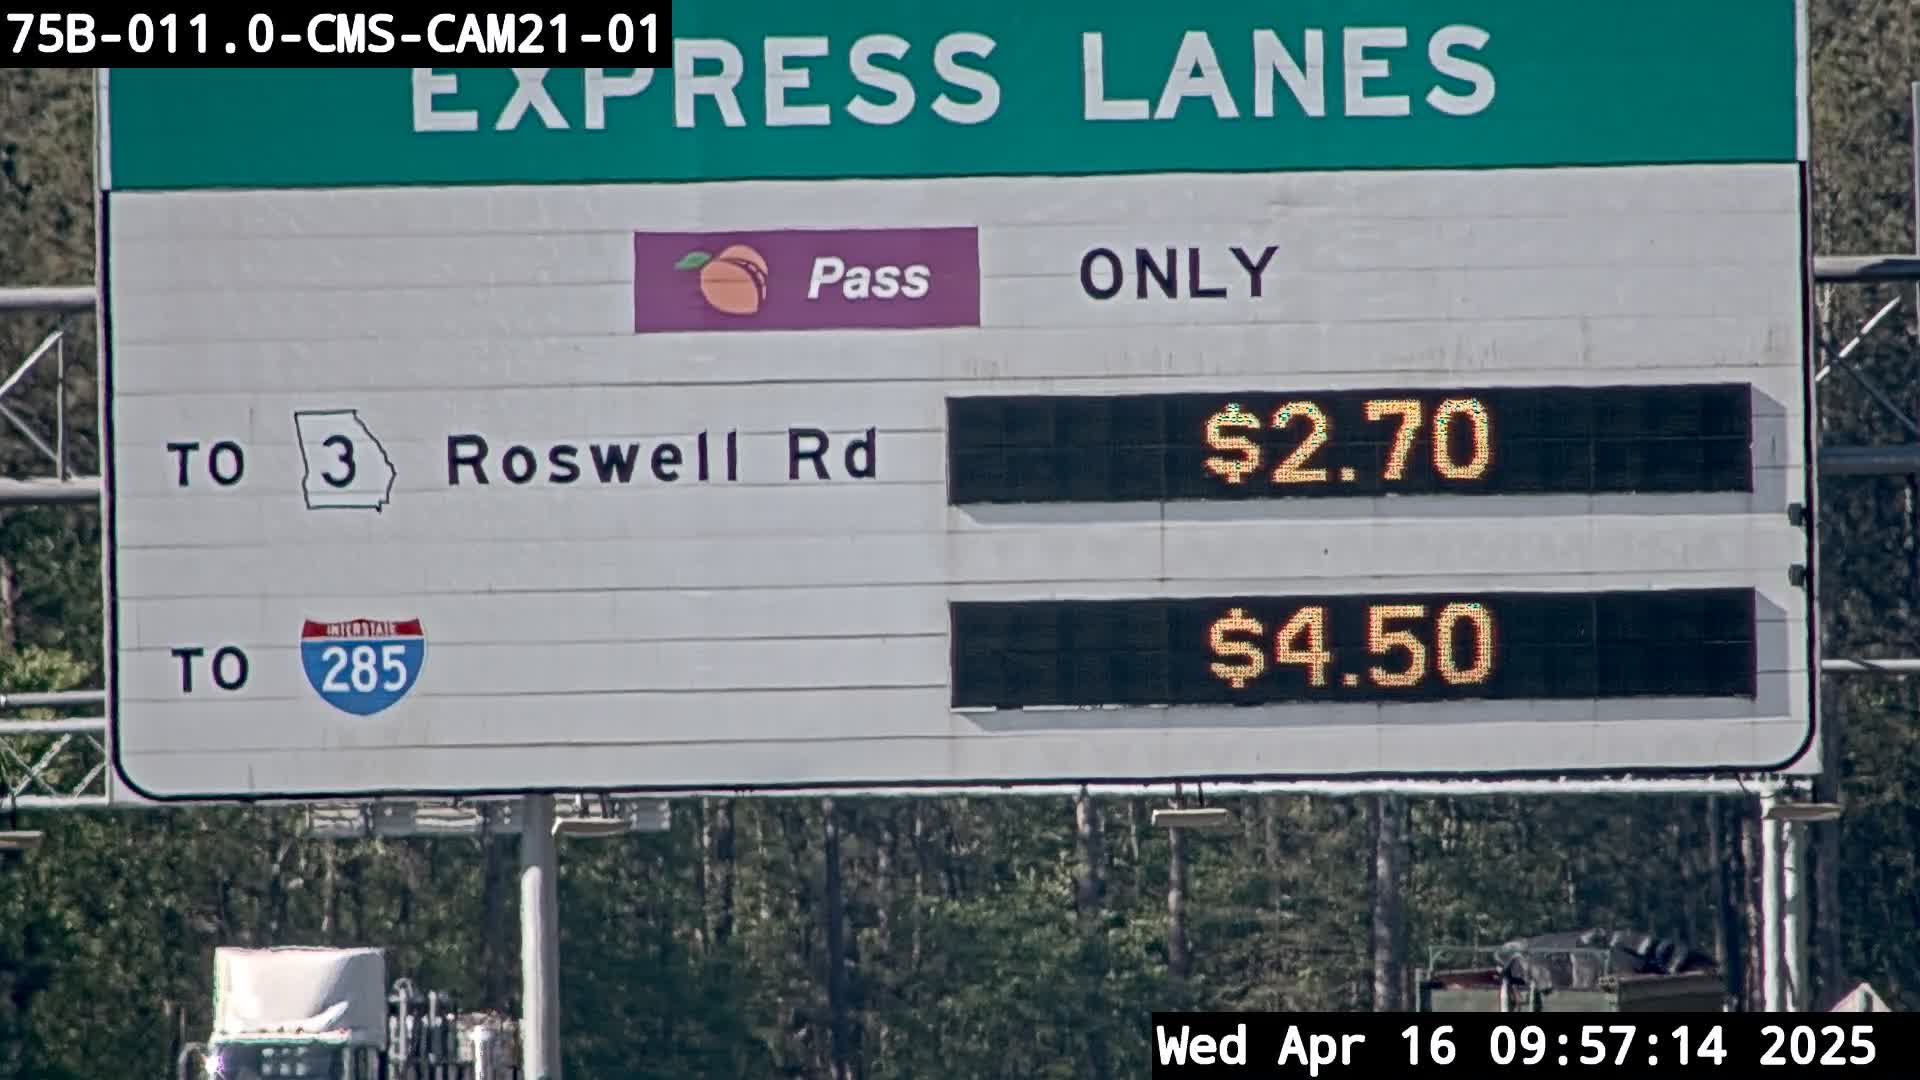 75B-011.0-CMS-CAM21-01
EXPRESS LANES
Pass ONLY
TO 3 Roswell Rd $2.70
TO INTERSTATE 285 $4.50
Wed Apr 16 09:57:14 2025